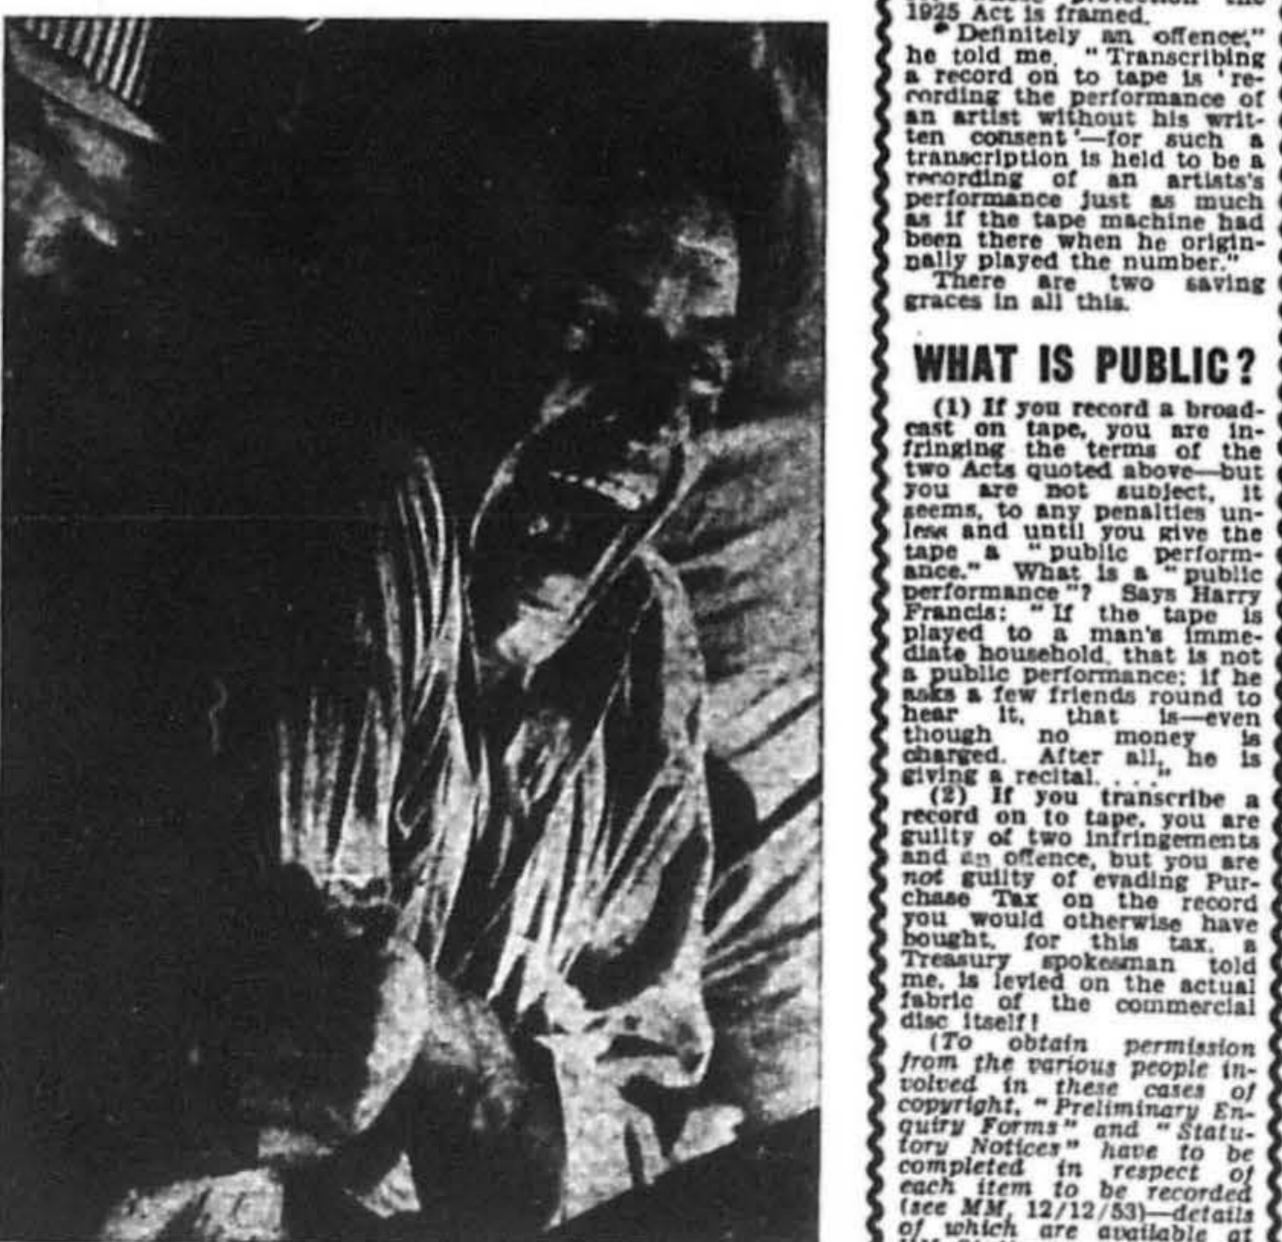 1925 Act is framed.
"Definitely an offence,"
he told me. "Transcribing
a record on to tape is 're-
cording the performance of
an artist without his writ-
ten consent'—for such a
transcription is held to be a
recording of an artists's
performance just as much
as if the tape machine had
been there when he origin-
nally played the number."
There are two saving
graces in all this.
WHAT IS PUBLIC?
(1) If you record a broad-
cast on tape, you are in-
fringing the terms of the
two Acts quoted above—but
you are not subject, it
seems, to any penalties un-
less and until you give the
tape a "public perform-
ance." What is a "public
performance"? Says Harry
Francis: "If the tape is
played to a man's imme-
diate household, that is not
a public performance; if he
asks a few friends round to
hear it, that is—even
though no money is
charged. After all, he is
giving a recital. . . ."
(2) If you transcribe a
record on to tape, you are
guilty of two infringements
and an offence, but you are
not guilty of evading Pur-
chase Tax on the record
you would otherwise have
bought, for this tax, a
Treasury spokesman told
me, is levied on the actual
fabric of the commercial
disc itself!
(To obtain permission
from the various people in-
volved in these cases of
copyright, "Preliminary En-
quiry Forms" and "Statu-
tory Notices" have to be
completed in respect of
each item to be recorded
(see MM, 12/12/53)—details
of which are available at